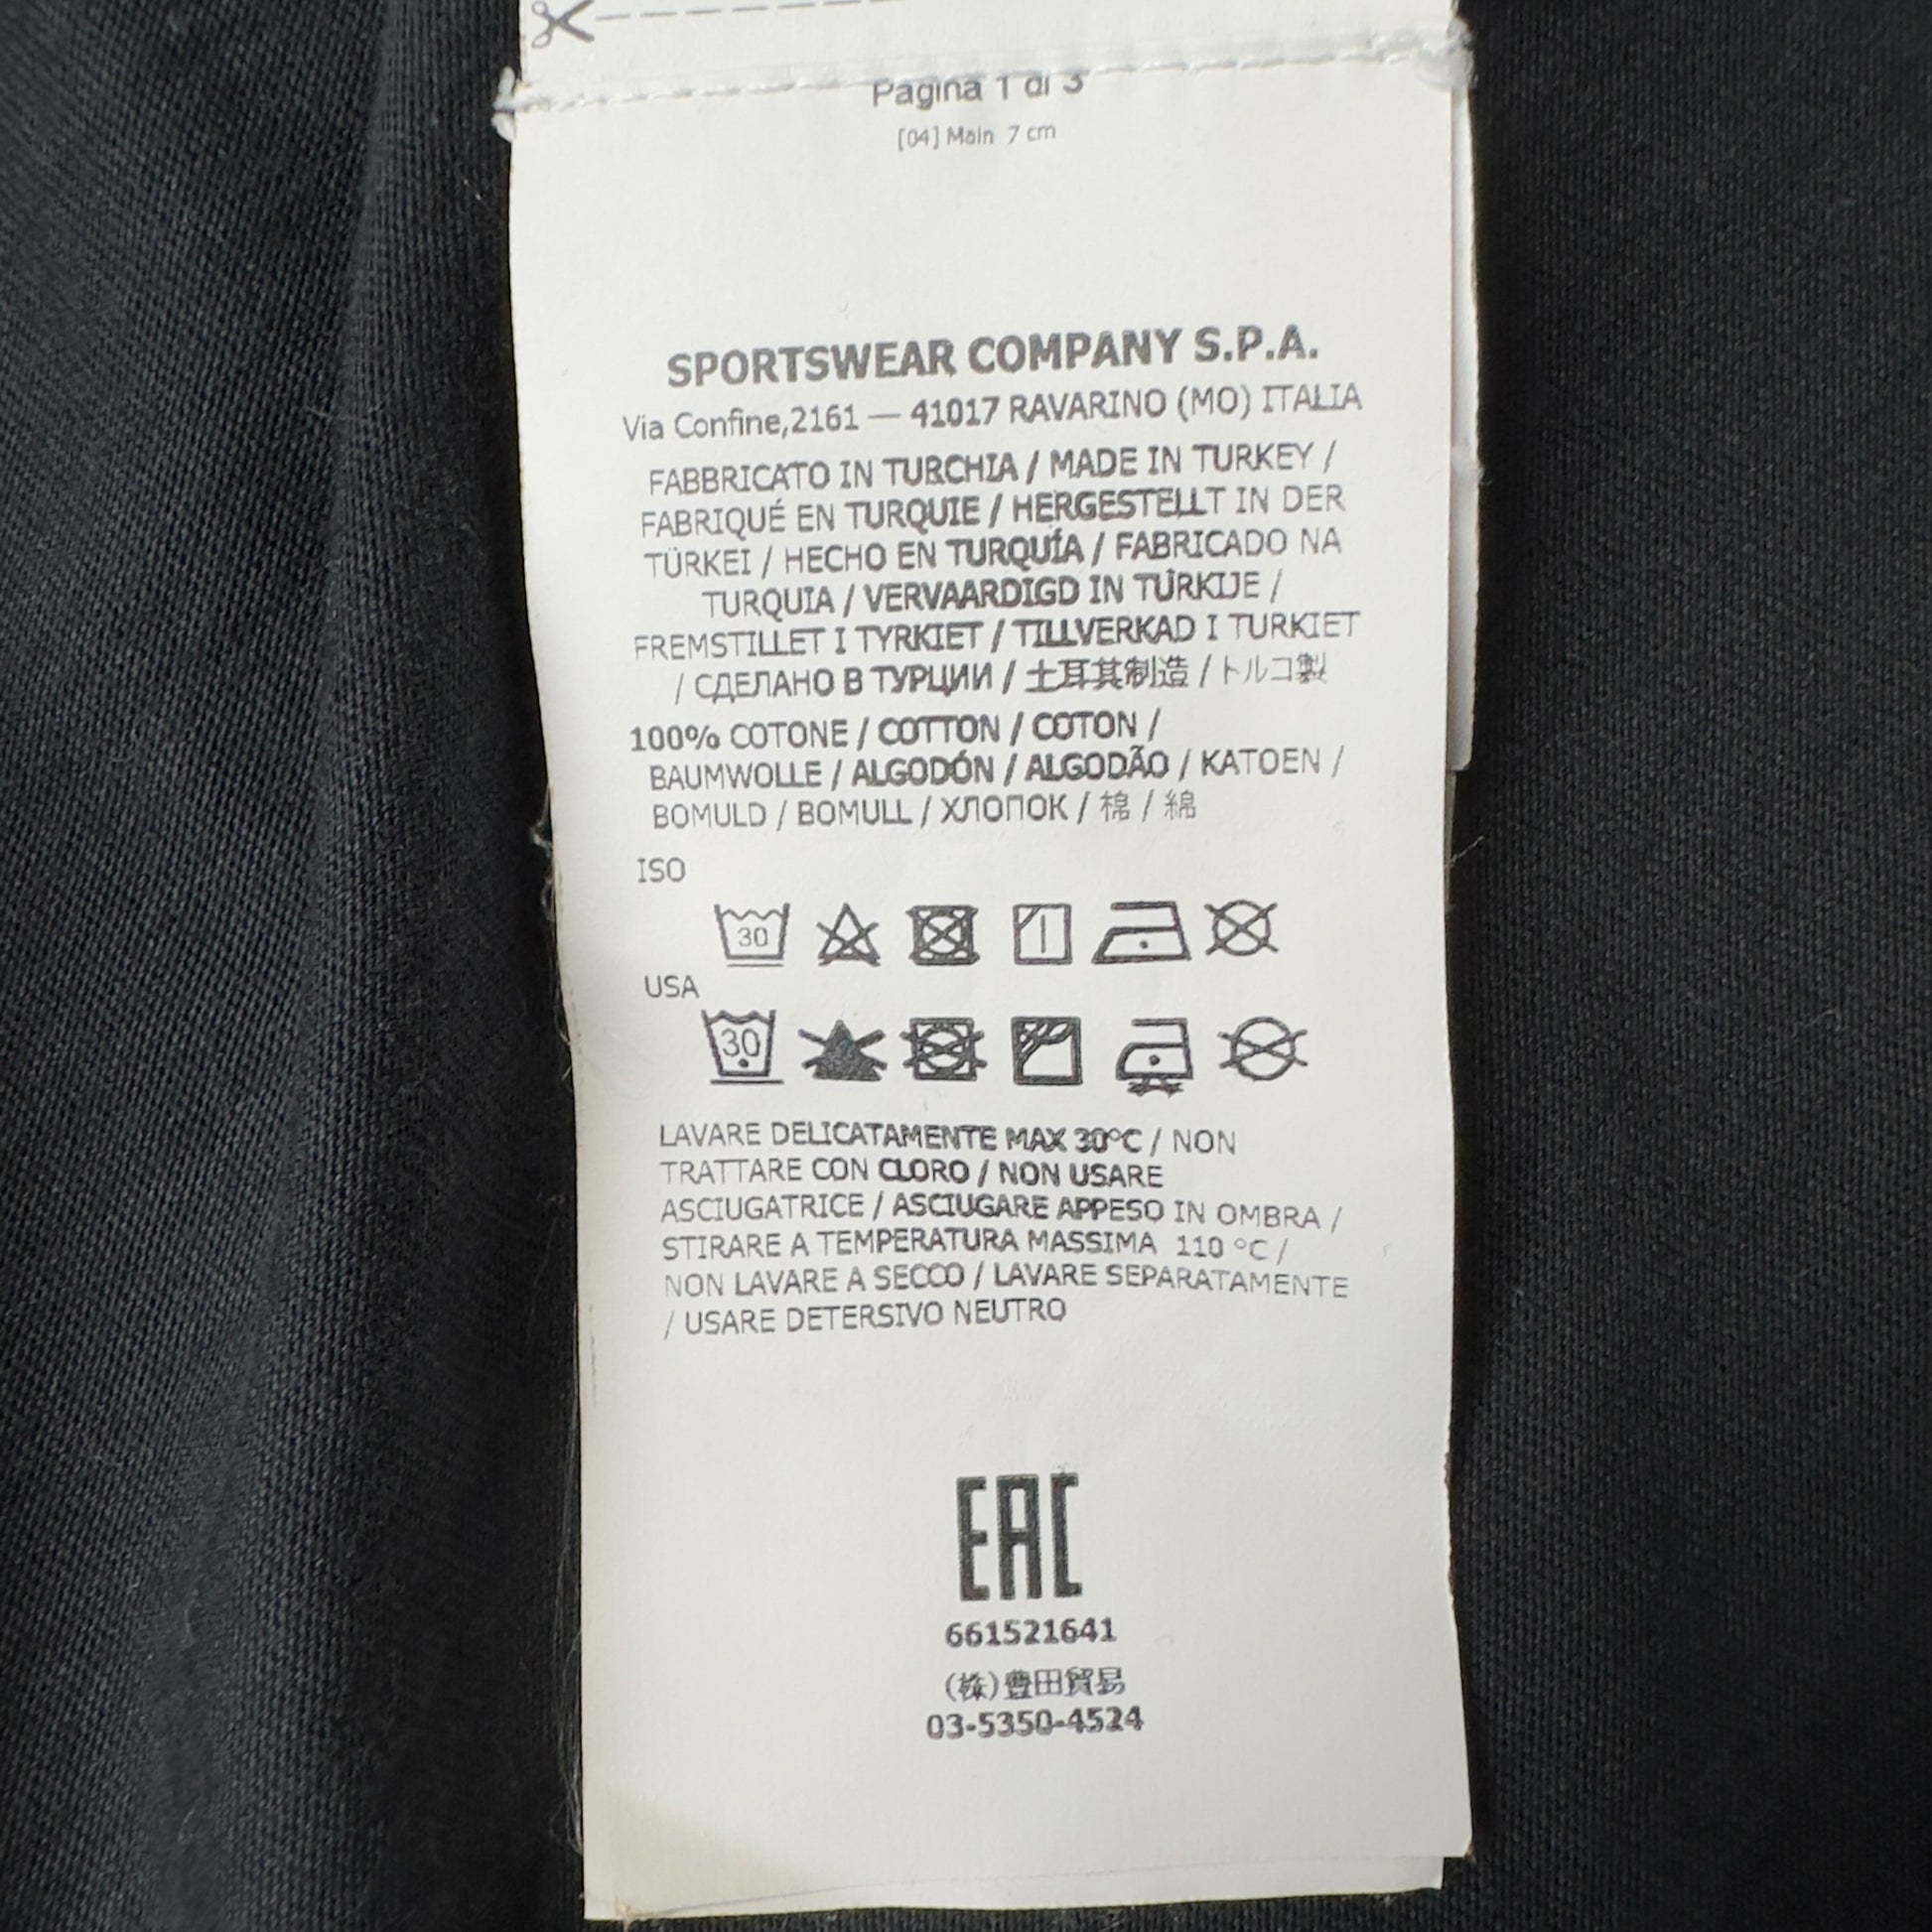 Pagina 1 di 3
[04] Main 7 cm
SPORTSWEAR COMPANY S.P.A.
Via Confine,2161 — 41017 RAVARINO (MO) ITALIA
FABBRICATO IN TURCHIA / MADE IN TURKEY /
FABRIQUÉ EN TURQUIE / HERGESTELLT IN DER
TÜRKEI / HECHO EN TURQUÍA / FABRICADO NA
TURQUIA / VERVAARDIGD IN TÜRKIJE /
FREMSTILLET I TYRKIET / TILLVERKAD I TURKIET
/ СДЕЛАНО В ТУРЦИИ / 土耳其制造 / トルコ製
100% COTONE / COTTON / COTON /
BAUMWOLLE / ALGODÓN / ALGODÃO / KATOEN /
BOMULD / BOMULL / ХЛОПОК / 棉 / 綿
ISO
30
USA
30
LAVARE DELICATAMENTE MAX 30°C / NON
TRATTARE CON CLORO / NON USARE
ASCIUGATRICE / ASCIUGARE APPESO IN OMBRA /
STIRARE A TEMPERATURA MASSIMA 110 °C /
NON LAVARE A SECCO / LAVARE SEPARATAMENTE
/ USARE DETERSIVO NEUTRO
EAC
661521641
(株)豊田貿易
03-5350-4524